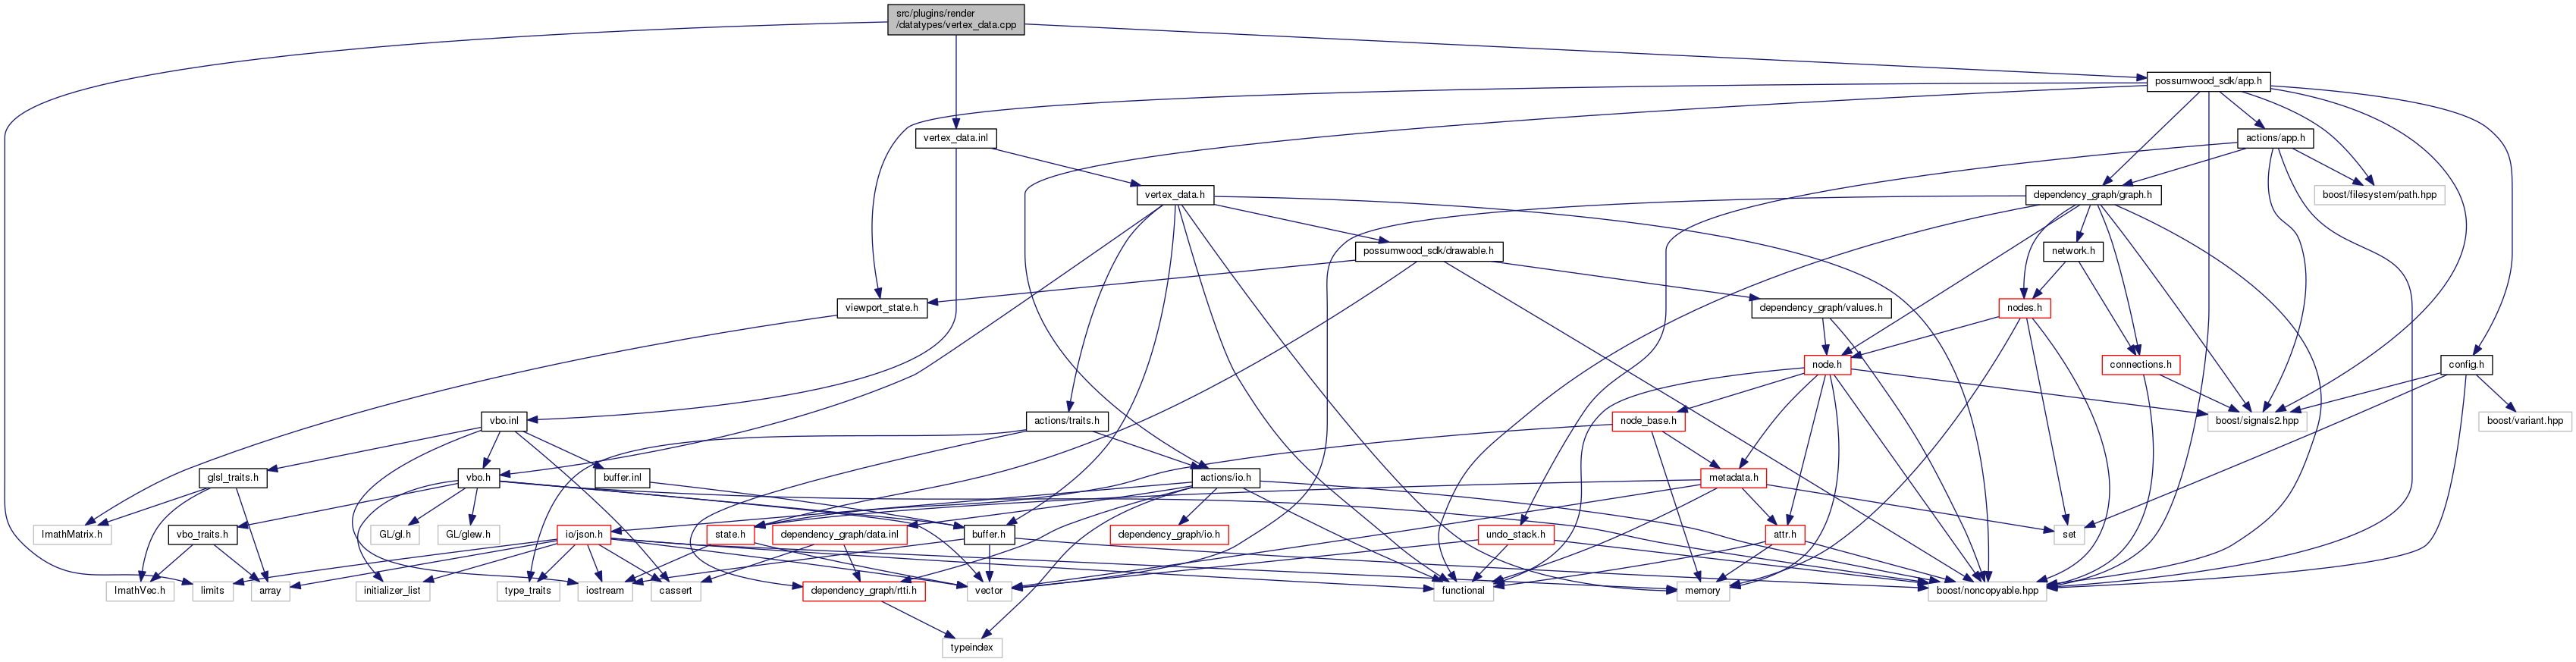 src/plugins/render
/datatypes/vertex_data.cpp
possumwood_sdk/app.h
vertex_data.inl
actions/app.h
vertex_data.h
dependency_graph/graph.h
boost/filesystem/path.hpp
possumwood_sdk/drawable.h
network.h
viewport_state.h
dependency_graph/values.h
nodes.h
node.h
connections.h
config.h
vbo.inl
actions/traits.h
node_base.h
boost/signals2.hpp
boost/variant.hpp
glsl_traits.h
vbo.h
buffer.inl
actions/io.h
metadata.h
ImathMatrix.h
vbo_traits.h
GL/gl.h
GL/glew.h
io/json.h
state.h
dependency_graph/data.inl
buffer.h
dependency_graph/io.h
undo_stack.h
attr.h
set
ImathVec.h
limits
array
initializer_list
type_traits
iostream
cassert
dependency_graph/rtti.h
vector
functional
memory
boost/noncopyable.hpp
typeindex